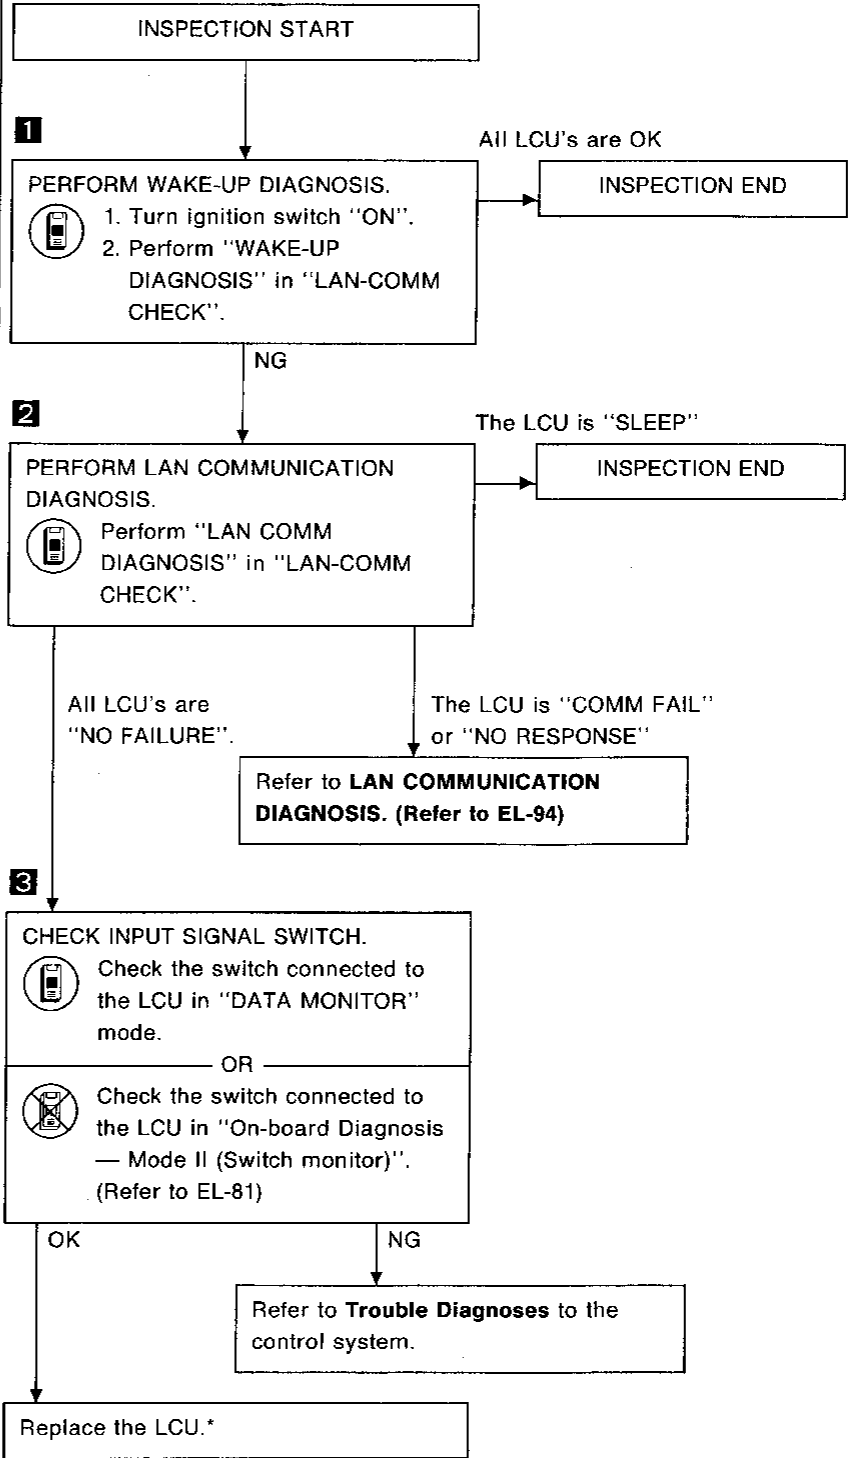 INSPECTION START
1
All LCU's are OK
PERFORM WAKE-UP DIAGNOSIS.
1. Turn ignition switch "ON".
2. Perform "WAKE-UP
DIAGNOSIS" in "LAN-COMM
CHECK".
INSPECTION END
NG
2
The LCU is "SLEEP"
PERFORM LAN COMMUNICATION
DIAGNOSIS.
Perform "LAN COMM
DIAGNOSIS" in "LAN-COMM
CHECK".
INSPECTION END
All LCU's are
"NO FAILURE".
The LCU is "COMM FAIL"
or "NO RESPONSE"
Refer to LAN COMMUNICATION
DIAGNOSIS. (Refer to EL-94)
3
CHECK INPUT SIGNAL SWITCH.
Check the switch connected to
the LCU in "DATA MONITOR"
mode.
OR
Check the switch connected to
the LCU in "On-board Diagnosis
— Mode II (Switch monitor)".
(Refer to EL-81)
OK
NG
Refer to Trouble Diagnoses to the
control system.
Replace the LCU.*